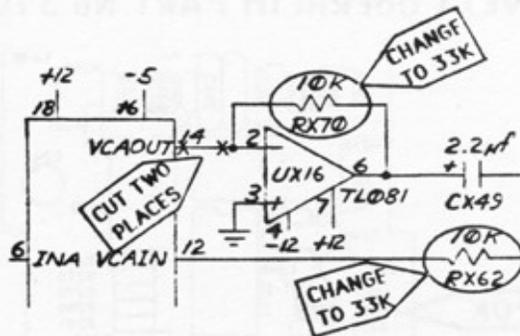 +12
-5
18
16
VCAOUT
14
2
10K
RX70
CHANGE
TO 33K
UX16
6
TL081
3
4
-12
7
+12
2.2µf
+
CX49
CUT TWO
PLACES
6
INA VCAIN
12
10K
RX62
CHANGE
TO 33K